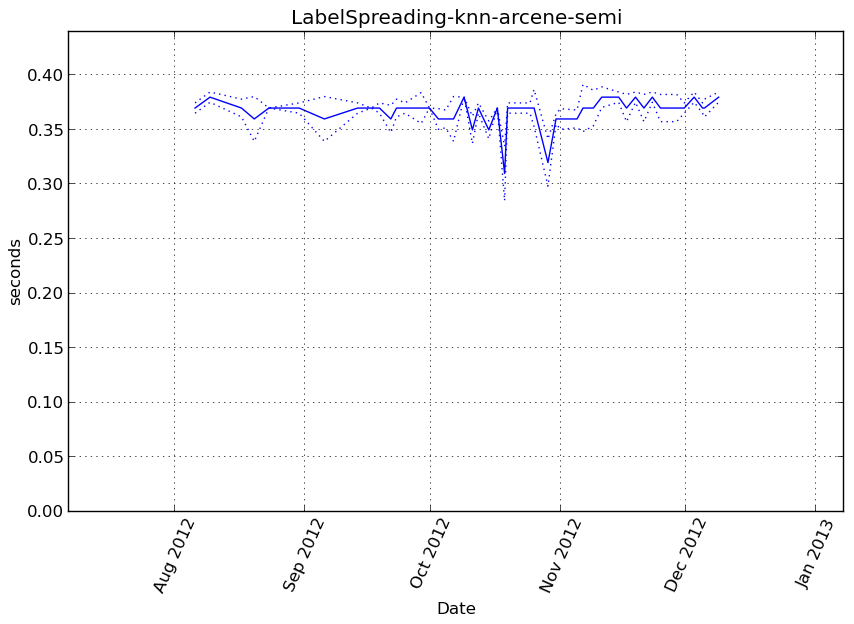 LabelSpreading-knn-arcene-semi
0.40
0.35
0.30
0.25
0.20
0.15
0.10
0.05
0.00
seconds
Aug 2012
Sep 2012
Oct 2012
Nov 2012
Dec 2012
Jan 2013
Date